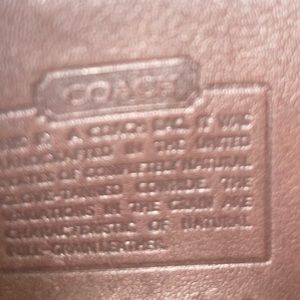 COACH
A COACH BAG. IT WAS
HANDCRAFTED IN THE UNITED
STATES OF COMPLETELY NATURAL
GLOVE-TANNED COWHIDE. THE
VARIATIONS IN THE GRAIN ARE
CHARACTERISTIC OF NATURAL
FULL-GRAIN LEATHER.